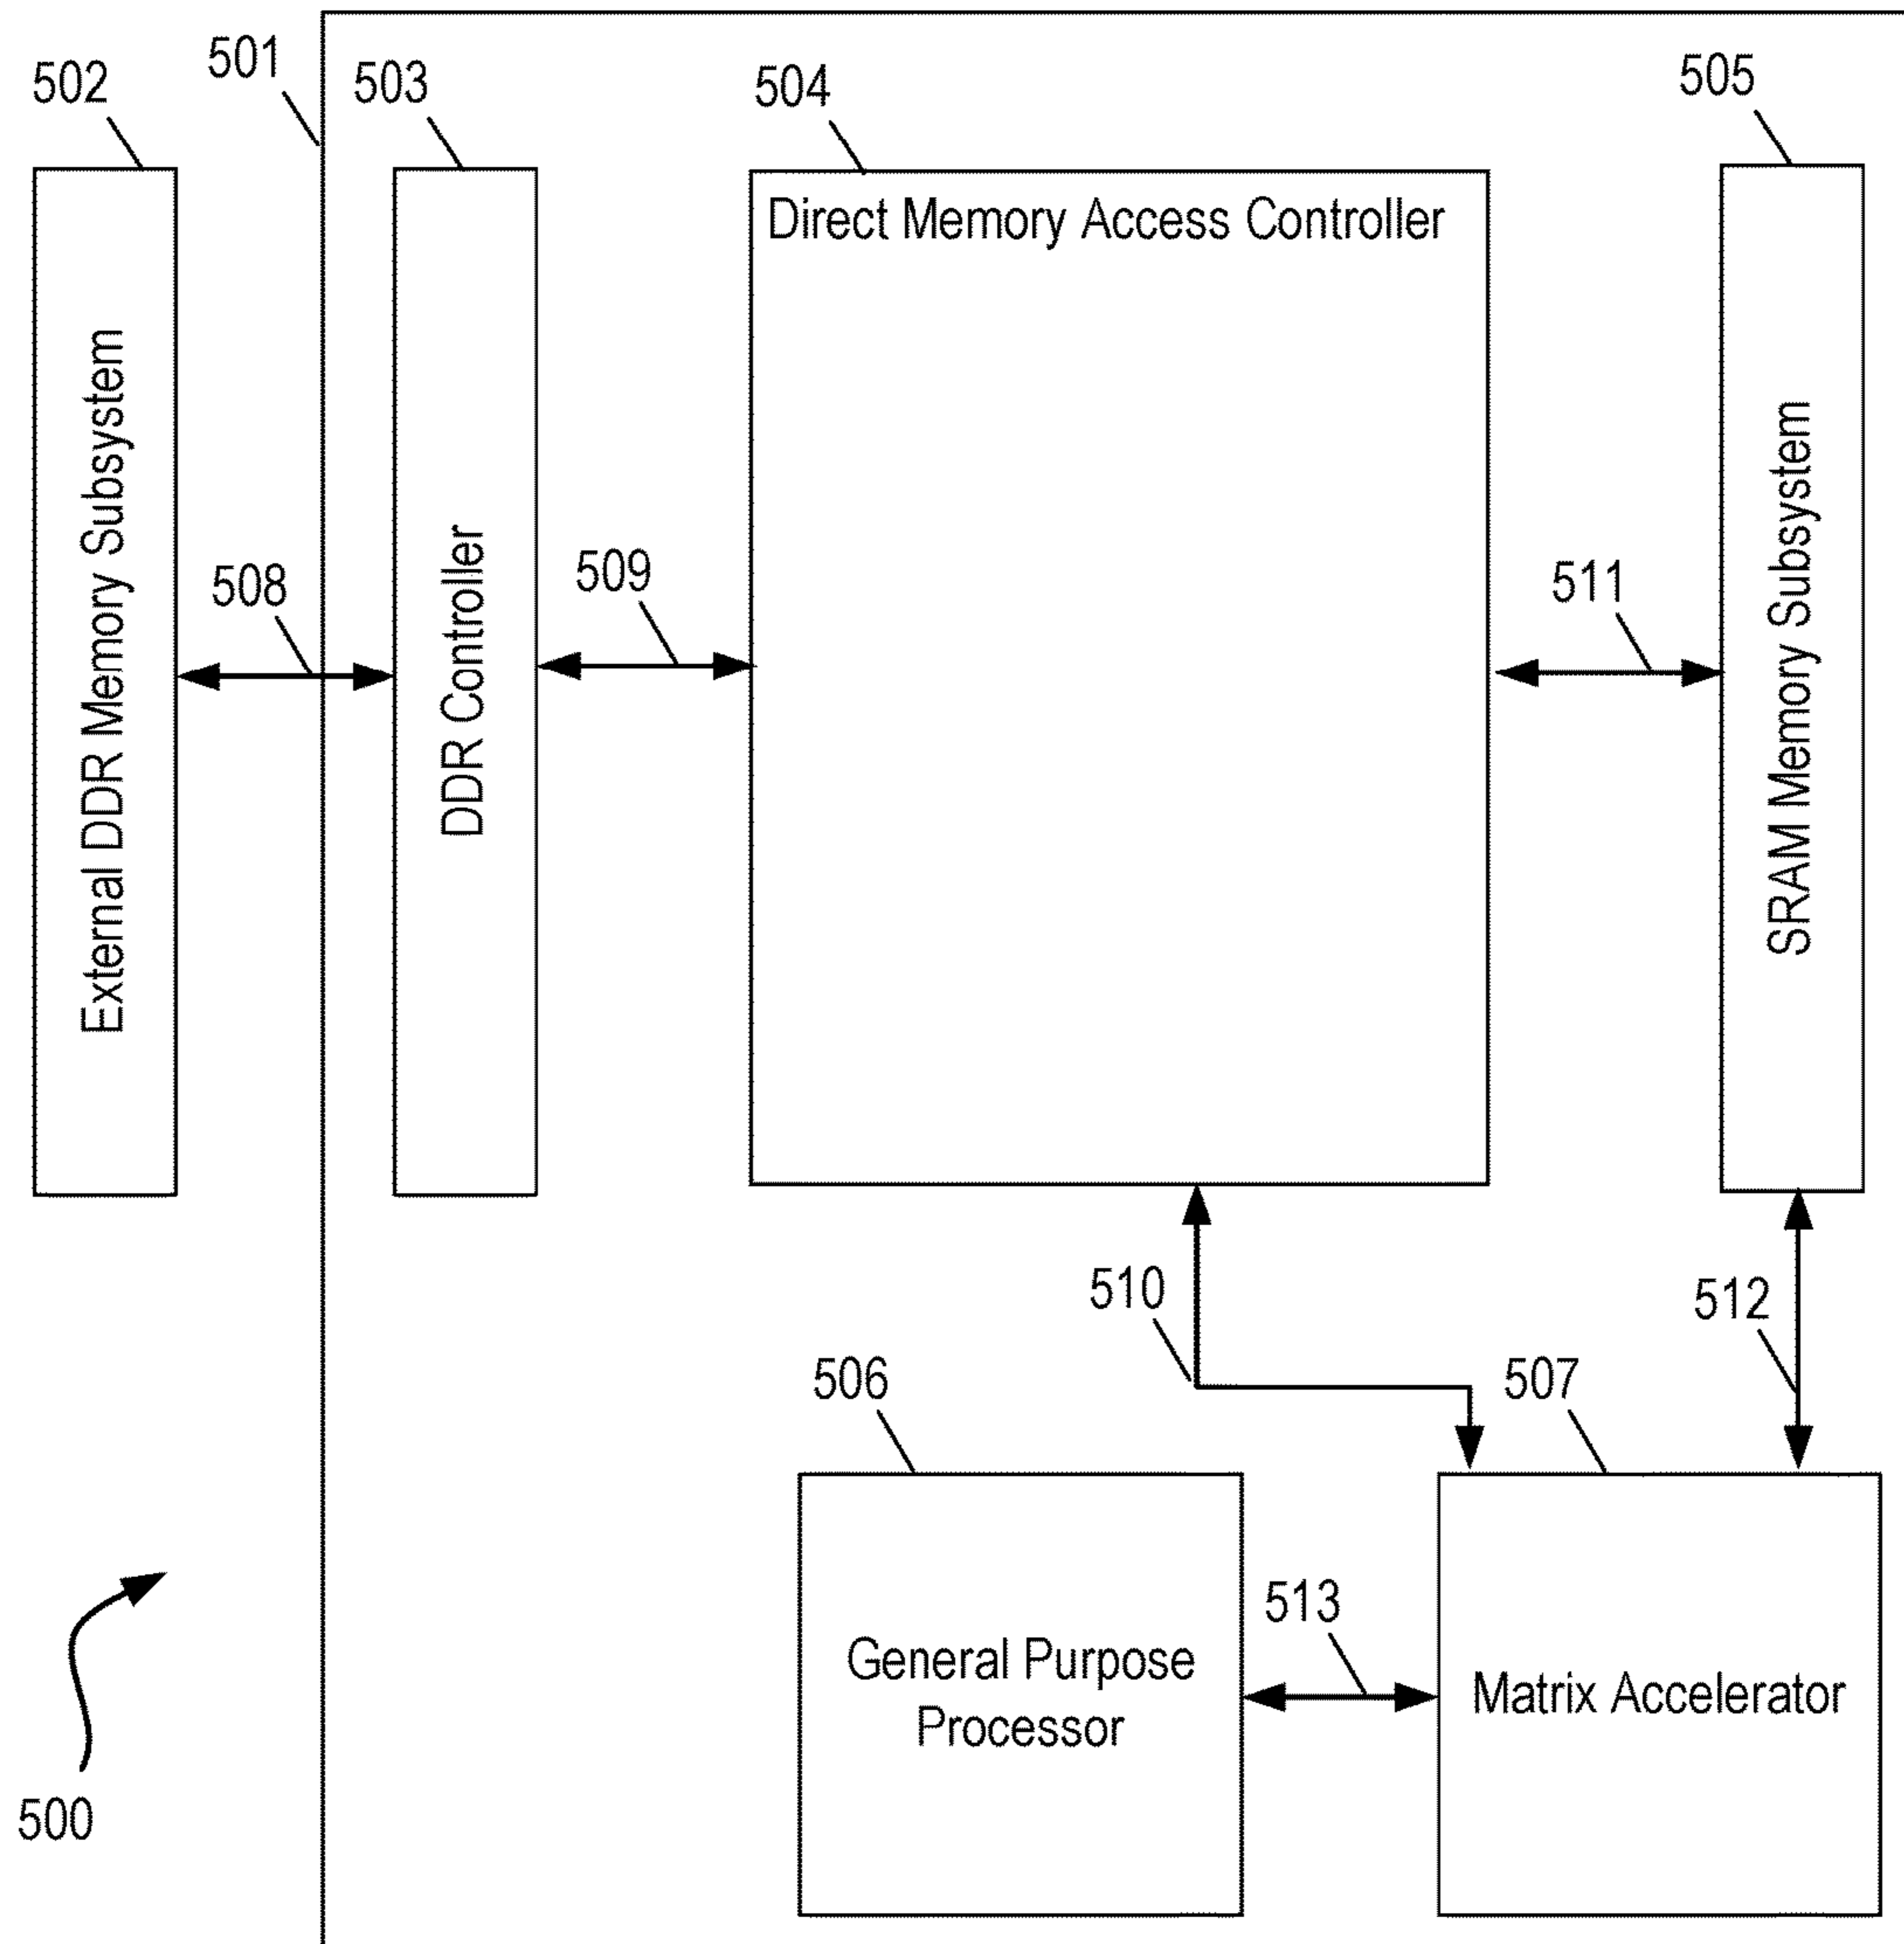 501
502
503
504
505
Direct Memory Access Controller
External DDR Memory Subsystem
DDR Controller
SRAM Memory Subsystem
508
509
511
510
512
506
507
General Purpose
Processor
513
Matrix Accelerator
500